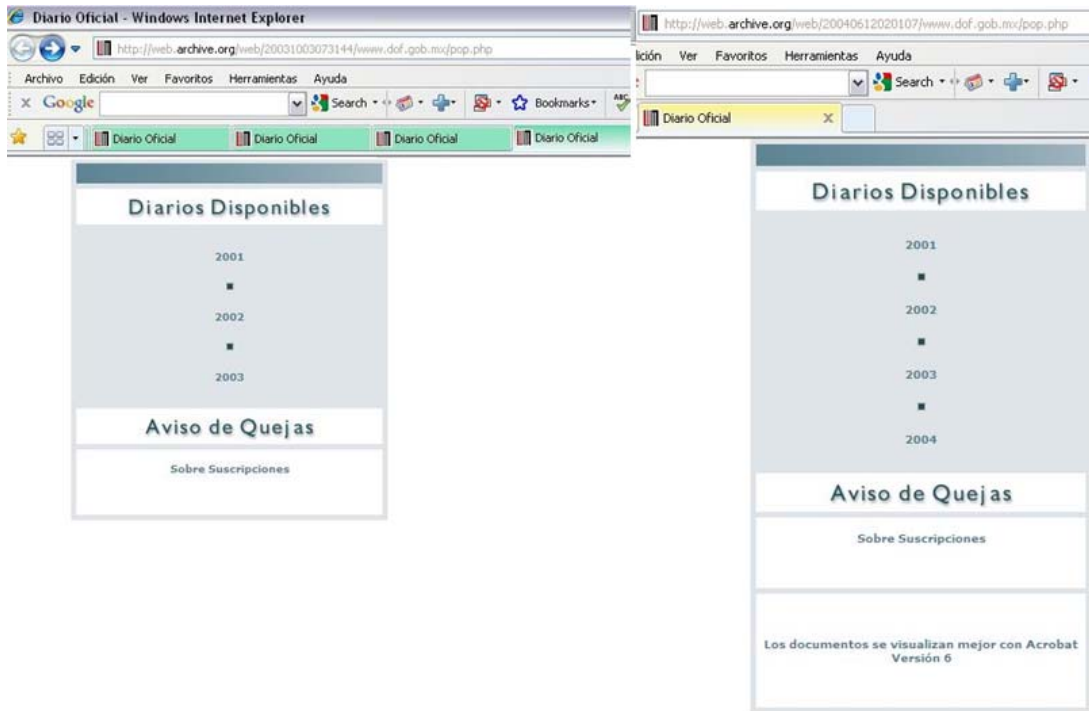 Diario Oficial - Windows Internet Explorer
http://web.archive.org/web/20031003073144/www.dof.gob.mx/pop.php
Archivo Edición Ver Favoritos Herramientas Ayuda
x Google Search Bookmarks ABC
Diario Oficial Diario Oficial Diario Oficial Diario Oficial
Diarios Disponibles
2001
2002
2003
Aviso de Quejas
Sobre Suscripciones
http://web.archive.org/web/20040612020107/www.dof.gob.mx/pop.php
ición Ver Favoritos Herramientas Ayuda
Search
Diario Oficial x
Diarios Disponibles
2001
2002
2003
2004
Aviso de Quejas
Sobre Suscripciones
Los documentos se visualizan mejor con Acrobat
Versión 6